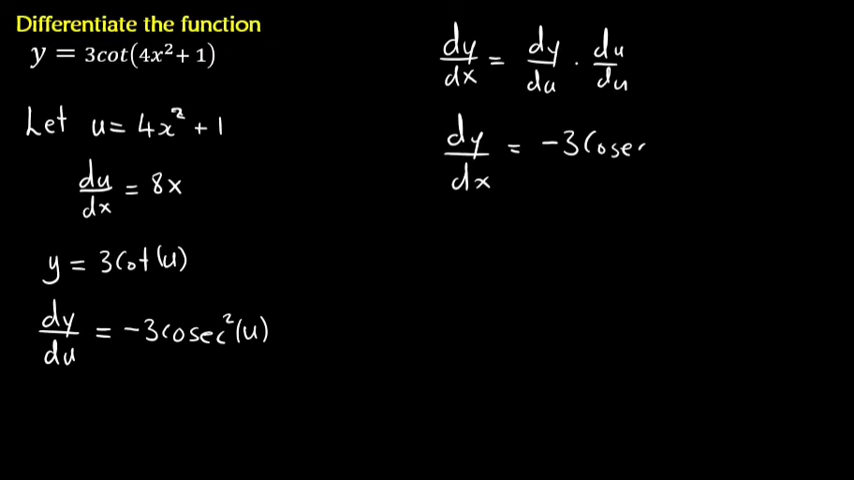 Differentiate the function
y = 3cot(4x²+ 1)
Let u = 4x² + 1
du/dx = 8x
y = 3cot(u)
dy/du = -3cosec²(u)
dy/dx = dy/du · du/du
dy/dx = -3cosec